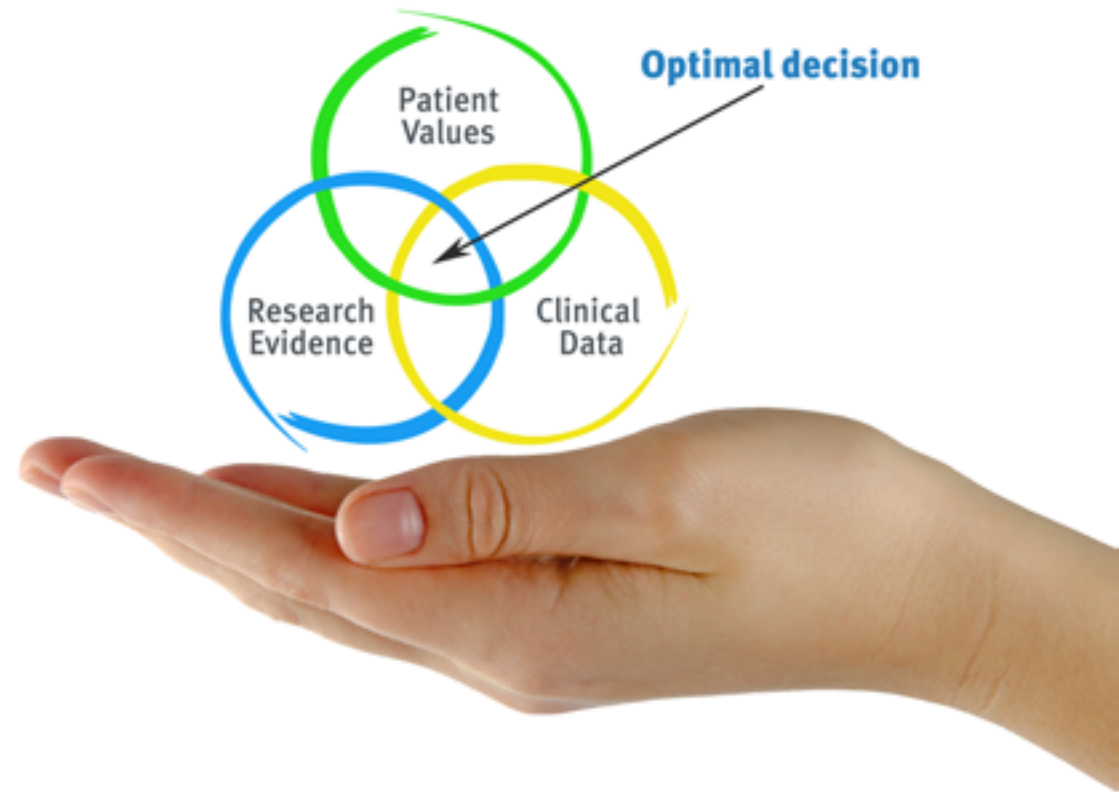 Optimal decision
Patient
Values
Research
Evidence
Clinical
Data